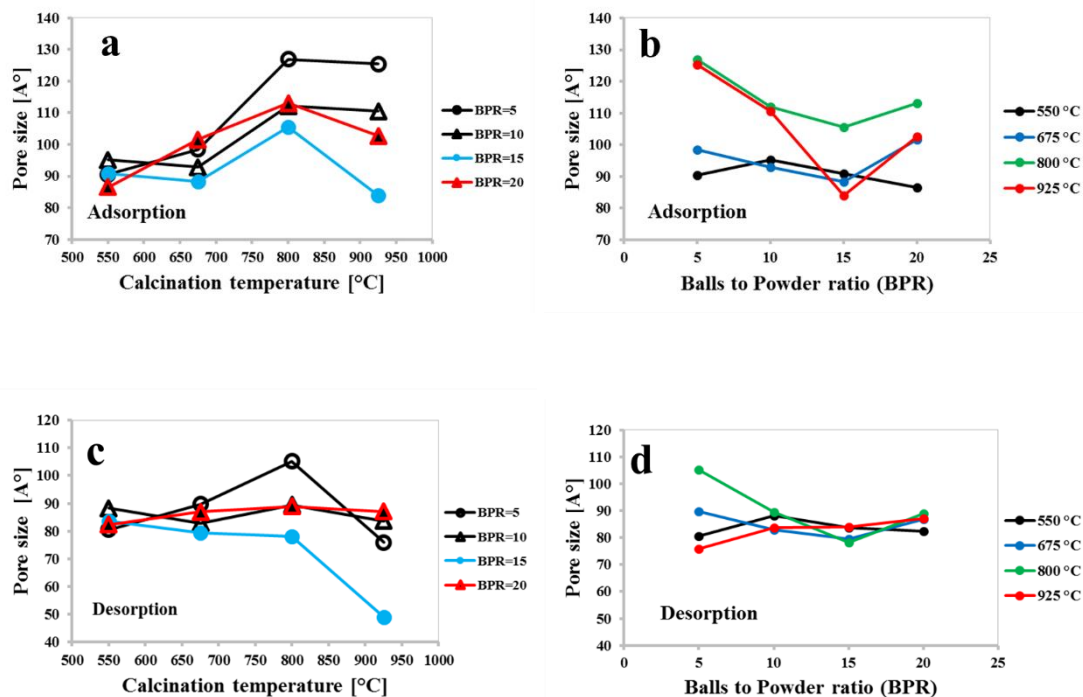 a
Pore size [A°]
140
130
120
110
100
90
80
70
500 550 600 650 700 750 800 850 900 950 1000
Calcination temperature [°C]
Adsorption
BPR=5
BPR=10
BPR=15
BPR=20
b
Pore size [A°]
140
130
120
110
100
90
80
70
0 5 10 15 20 25
Balls to Powder ratio (BPR)
Adsorption
550 °C
675 °C
800 °C
925 °C
c
Pore size [A°]
120
110
100
90
80
70
60
50
40
500 550 600 650 700 750 800 850 900 950 1000
Calcination temperature [°C]
Desorption
BPR=5
BPR=10
BPR=15
BPR=20
d
Pore size [A°]
120
110
100
90
80
70
60
50
40
0 5 10 15 20 25
Balls to Powder ratio (BPR)
Desorption
550 °C
675 °C
800 °C
925 °C